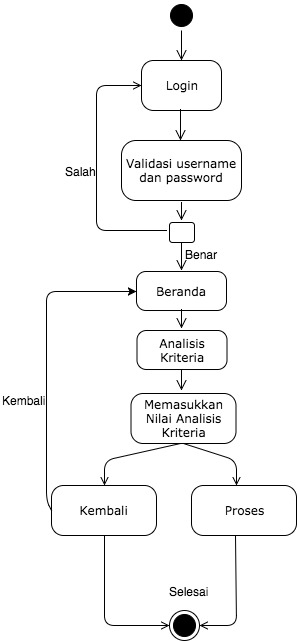 Login
Validasi username
dan password
Salah
Benar
Beranda
Analisis
Kriteria
Kembali
Memasukkan
Nilai Analisis
Kriteria
Kembali
Proses
Selesai